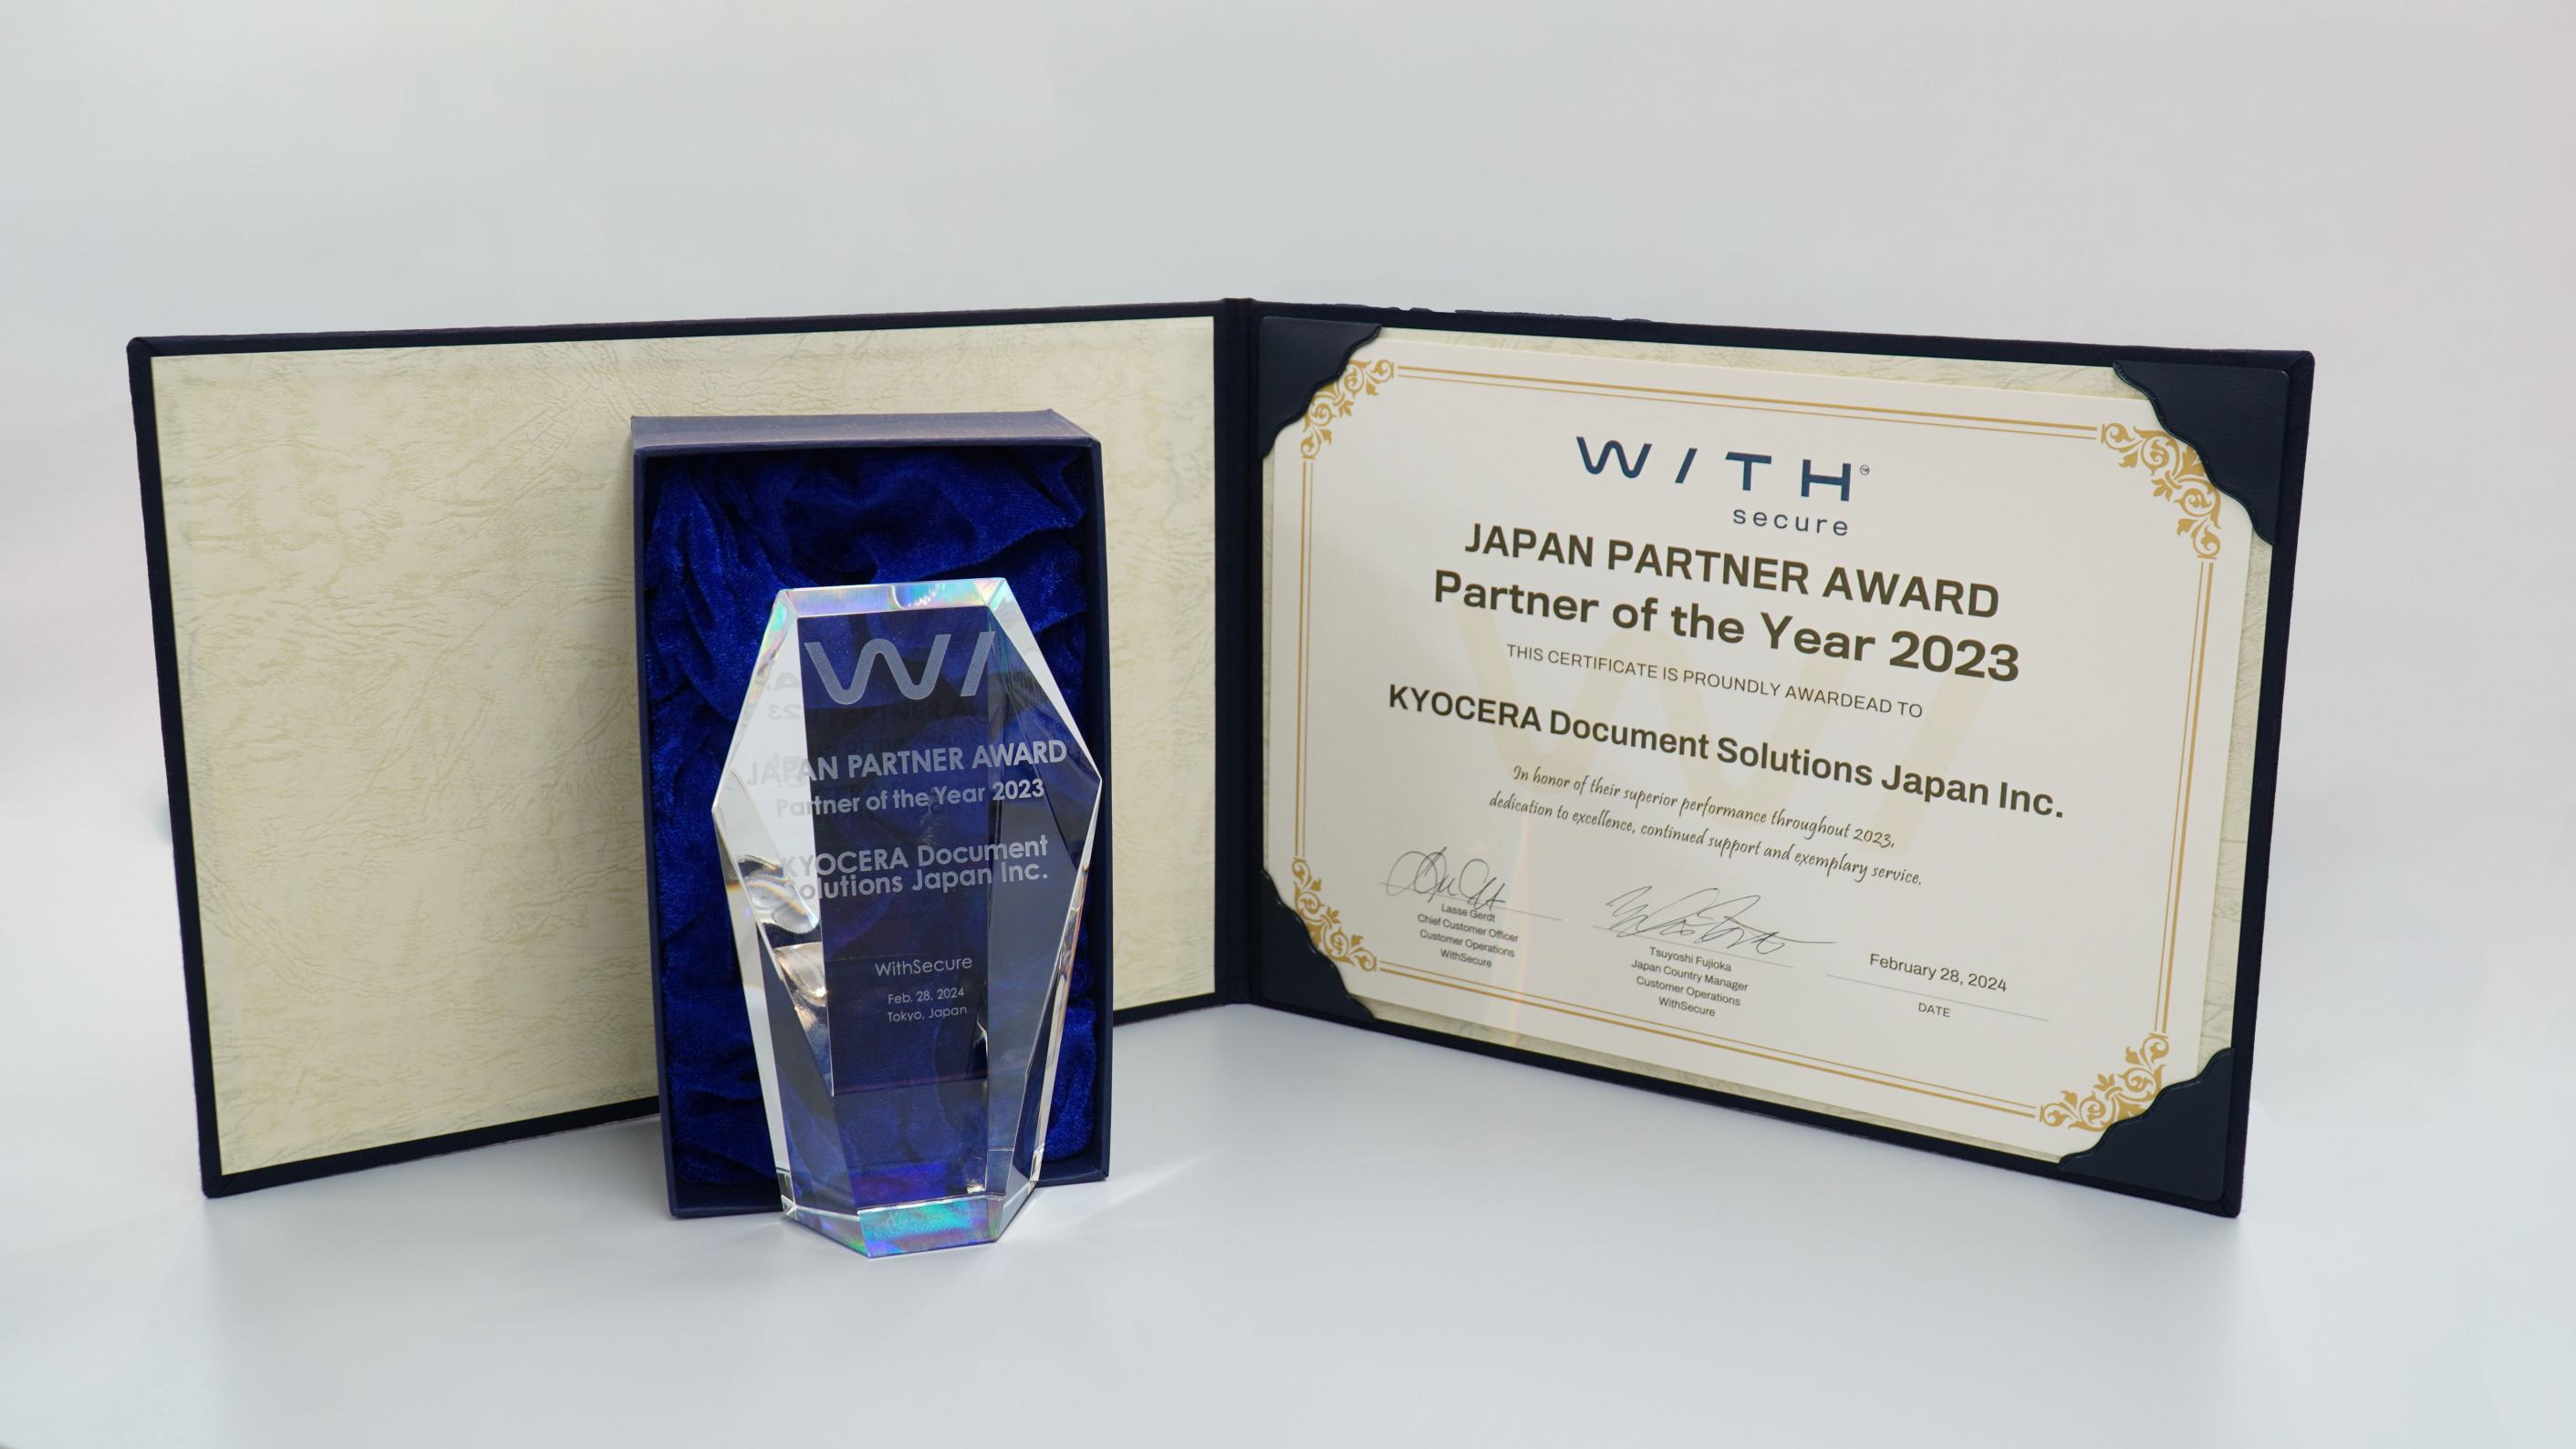 W/
JAPAN PARTNER AWARD
Partner of the Year 2023
KYOCERA Document
Solutions Japan Inc.
WithSecure
Feb. 28, 2024
Tokyo, Japan
W/TH™
secure
JAPAN PARTNER AWARD
Partner of the Year 2023
THIS CERTIFICATE IS PROUNDLY AWARDEAD TO
KYOCERA Document Solutions Japan Inc.
In honor of their superior performance throughout 2023,
dedication to excellence, continued support and exemplary service.
Lasse Gerdt
Chief Customer Officer
Customer Operations
WithSecure
Tsuyoshi Fujioka
Japan Country Manager
Customer Operations
WithSecure
February 28, 2024
DATE